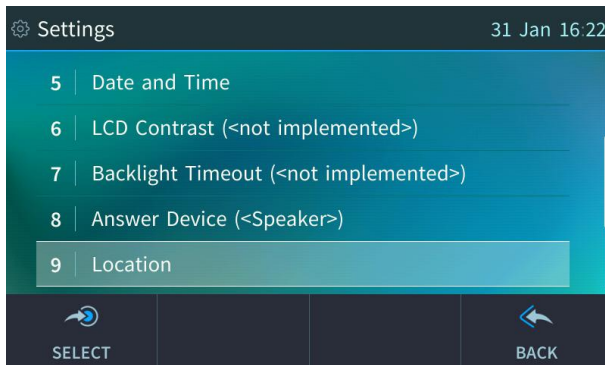 Settings
31 Jan 16:22
5 Date and Time
6 LCD Contrast (<not implemented>)
7 Backlight Timeout (<not implemented>)
8 Answer Device (<Speaker>)
9 Location
SELECT
BACK